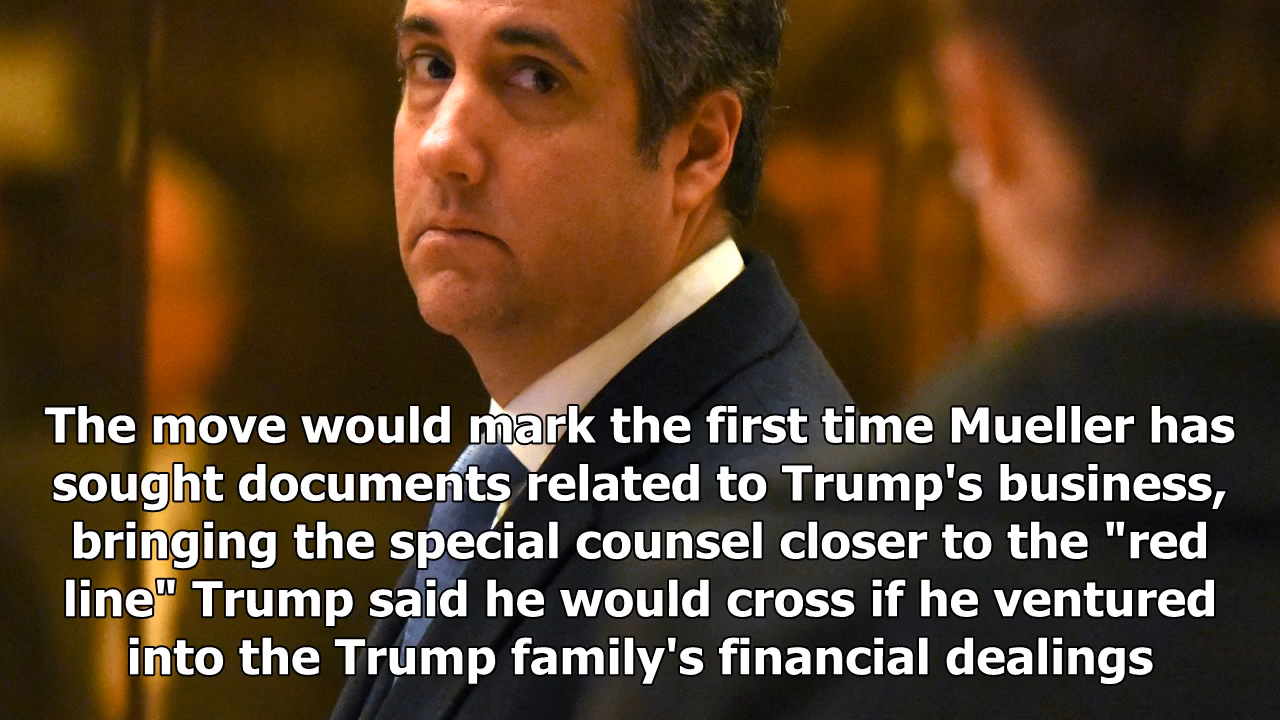 The move would mark the first time Mueller has
sought documents related to Trump's business,
bringing the special counsel closer to the "red
line" Trump said he would cross if he ventured
into the Trump family's financial dealings